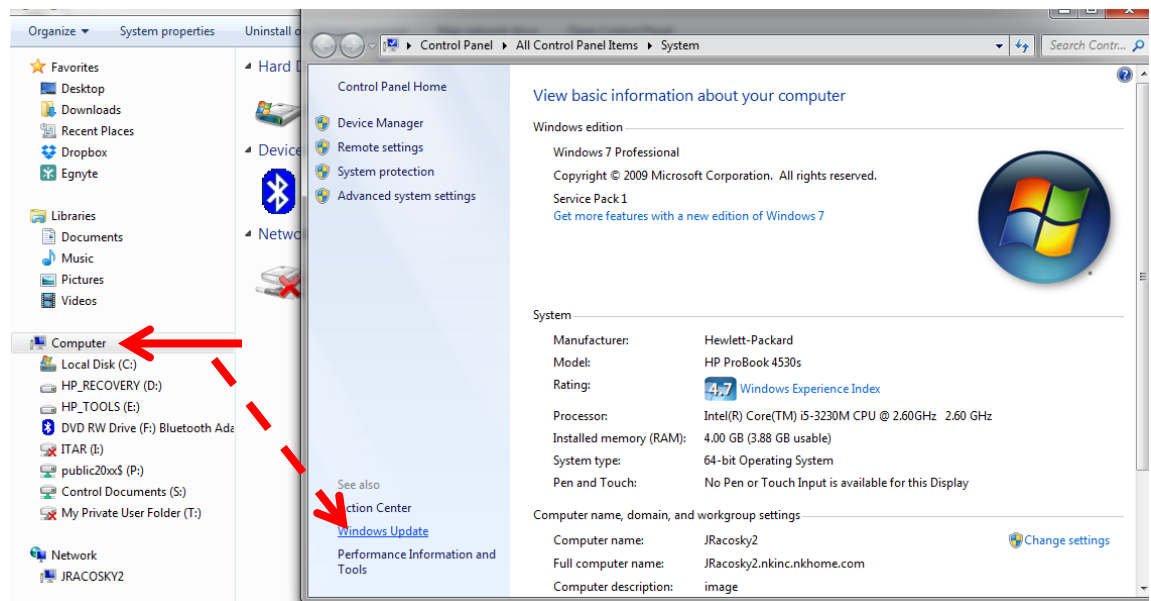 Organize
System properties
Uninstall o
Favorites
Desktop
Downloads
Recent Places
Dropbox
Egnyte
Libraries
Documents
Music
Pictures
Videos
Computer
Local Disk (C:)
HP_RECOVERY (D:)
HP_TOOLS (E:)
DVD RW Drive (F:) Bluetooth Ada
ITAR (I:)
public20xx$ (P:)
Control Documents (S:)
My Private User Folder (T:)
Network
JRACOSKY2
Hard D
Device
Netwo
Control Panel
All Control Panel Items
System
Search Contr...
Control Panel Home
Device Manager
Remote settings
System protection
Advanced system settings
See also
ction Center
Windows Update
Performance Information and
Tools
View basic information about your computer
Windows edition
Windows 7 Professional
Copyright © 2009 Microsoft Corporation. All rights reserved.
Service Pack 1
Get more features with a new edition of Windows 7
System
Manufacturer: Hewlett-Packard
Model: HP ProBook 4530s
Rating: 4,7 Windows Experience Index
Processor: Intel(R) Core(TM) i5-3230M CPU @ 2.60GHz 2.60 GHz
Installed memory (RAM): 4.00 GB (3.88 GB usable)
System type: 64-bit Operating System
Pen and Touch: No Pen or Touch Input is available for this Display
Computer name, domain, and workgroup settings
Computer name: JRacosky2 Change settings
Full computer name: JRacosky2.nkinc.nkhome.com
Computer description: image